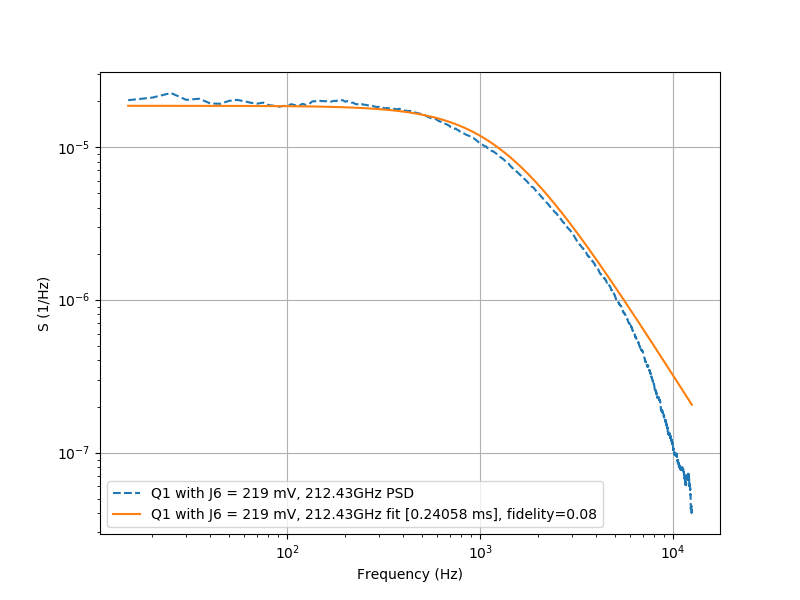 10⁻⁵
10⁻⁶
10⁻⁷
S (1/Hz)
Q1 with J6 = 219 mV, 212.43GHz PSD
Q1 with J6 = 219 mV, 212.43GHz fit [0.24058 ms], fidelity=0.08
10² 10³ 10⁴
Frequency (Hz)